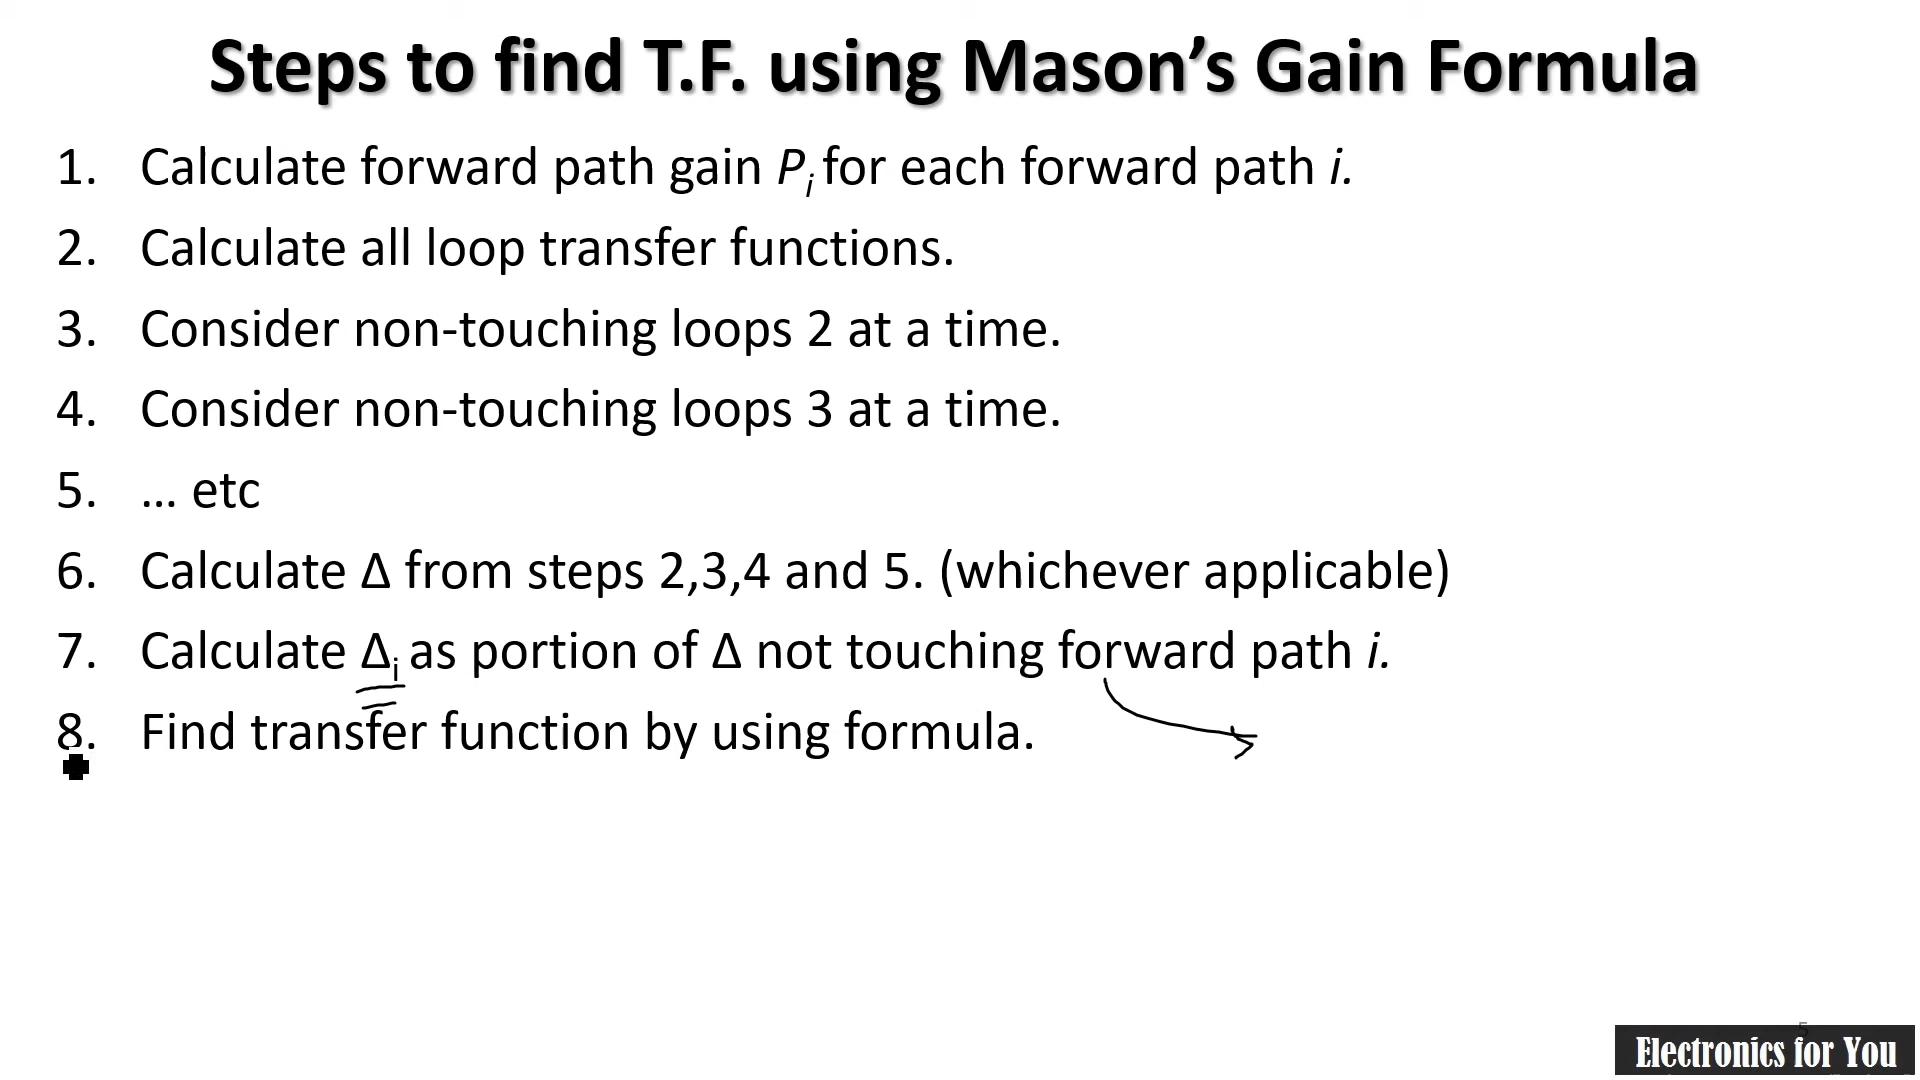 Steps to find T.F. using Mason’s Gain Formula
1. Calculate forward path gain Pi for each forward path i.
2. Calculate all loop transfer functions.
3. Consider non-touching loops 2 at a time.
4. Consider non-touching loops 3 at a time.
5. … etc
6. Calculate Δ from steps 2,3,4 and 5. (whichever applicable)
7. Calculate Δi as portion of Δ not touching forward path i.
8. Find transfer function by using formula.
5
Electronics for You